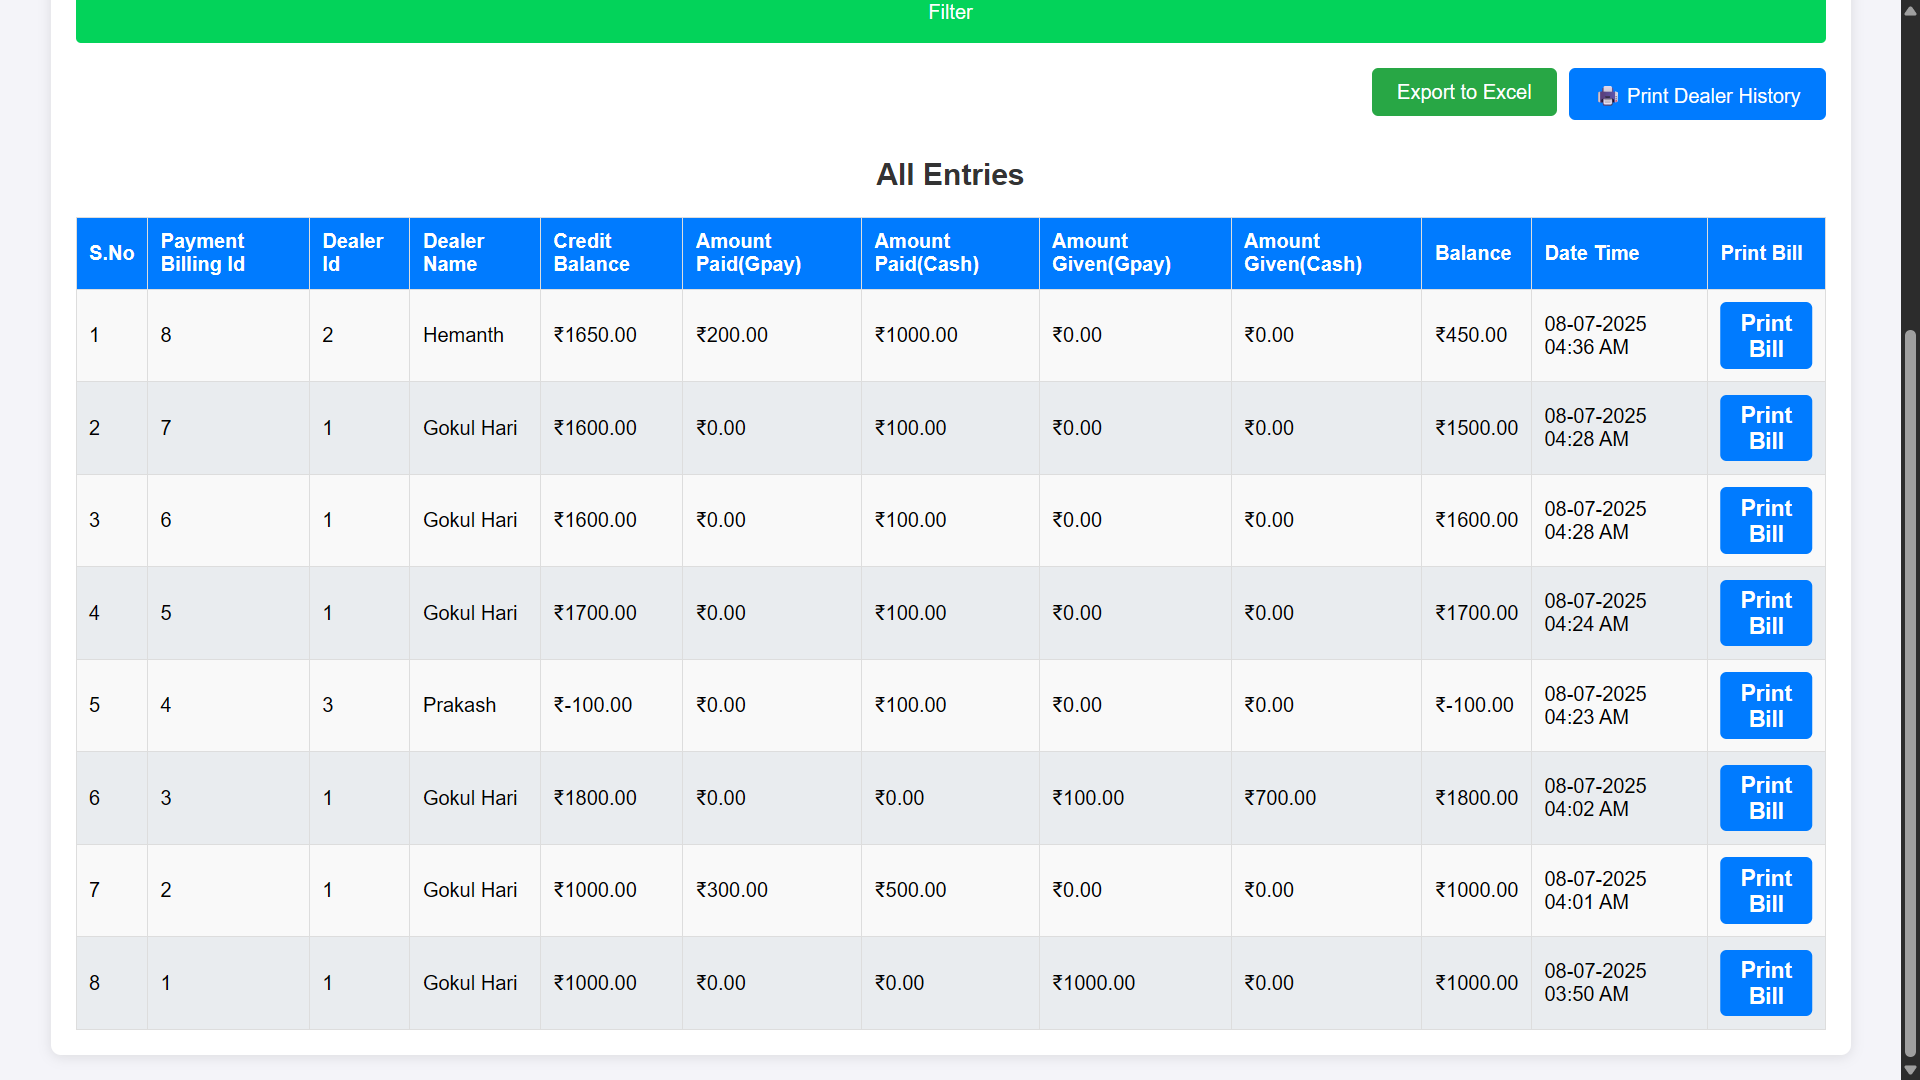 Filter
Export to Excel
Print Dealer History
All Entries
S.No Payment Billing Id Dealer Id Dealer Name Credit Balance Amount Paid(Gpay) Amount Paid(Cash) Amount Given(Gpay) Amount Given(Cash) Balance Date Time Print Bill
1 8 2 Hemanth ₹1650.00 ₹200.00 ₹1000.00 ₹0.00 ₹0.00 ₹450.00 08-07-2025 04:36 AM Print Bill
2 7 1 Gokul Hari ₹1600.00 ₹0.00 ₹100.00 ₹0.00 ₹0.00 ₹1500.00 08-07-2025 04:28 AM Print Bill
3 6 1 Gokul Hari ₹1600.00 ₹0.00 ₹100.00 ₹0.00 ₹0.00 ₹1600.00 08-07-2025 04:28 AM Print Bill
4 5 1 Gokul Hari ₹1700.00 ₹0.00 ₹100.00 ₹0.00 ₹0.00 ₹1700.00 08-07-2025 04:24 AM Print Bill
5 4 3 Prakash ₹-100.00 ₹0.00 ₹100.00 ₹0.00 ₹0.00 ₹-100.00 08-07-2025 04:23 AM Print Bill
6 3 1 Gokul Hari ₹1800.00 ₹0.00 ₹0.00 ₹100.00 ₹700.00 ₹1800.00 08-07-2025 04:02 AM Print Bill
7 2 1 Gokul Hari ₹1000.00 ₹300.00 ₹500.00 ₹0.00 ₹0.00 ₹1000.00 08-07-2025 04:01 AM Print Bill
8 1 1 Gokul Hari ₹1000.00 ₹0.00 ₹0.00 ₹1000.00 ₹0.00 ₹1000.00 08-07-2025 03:50 AM Print Bill